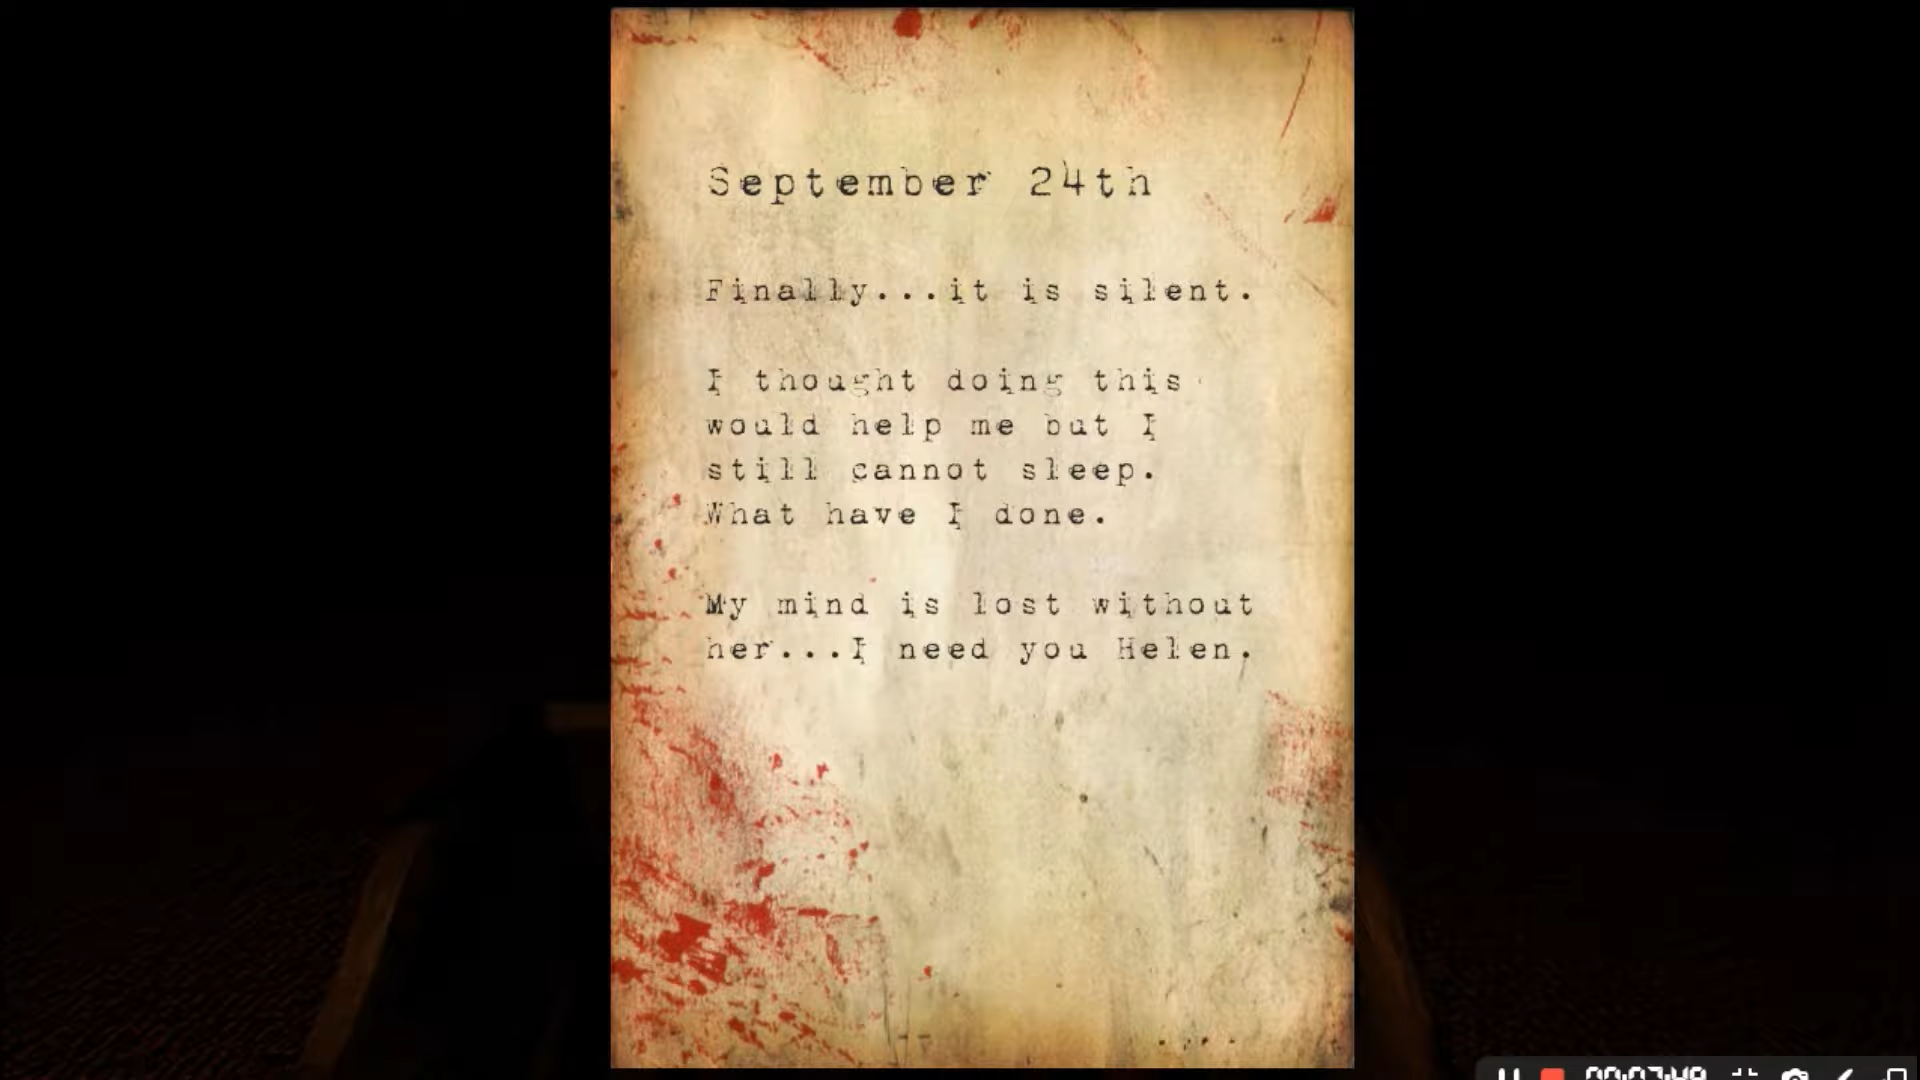 September 24th
Finally...it is silent.
I thought doing this
would help me but I
still cannot sleep.
What have I done.
My mind is lost without
her...I need you Helen.